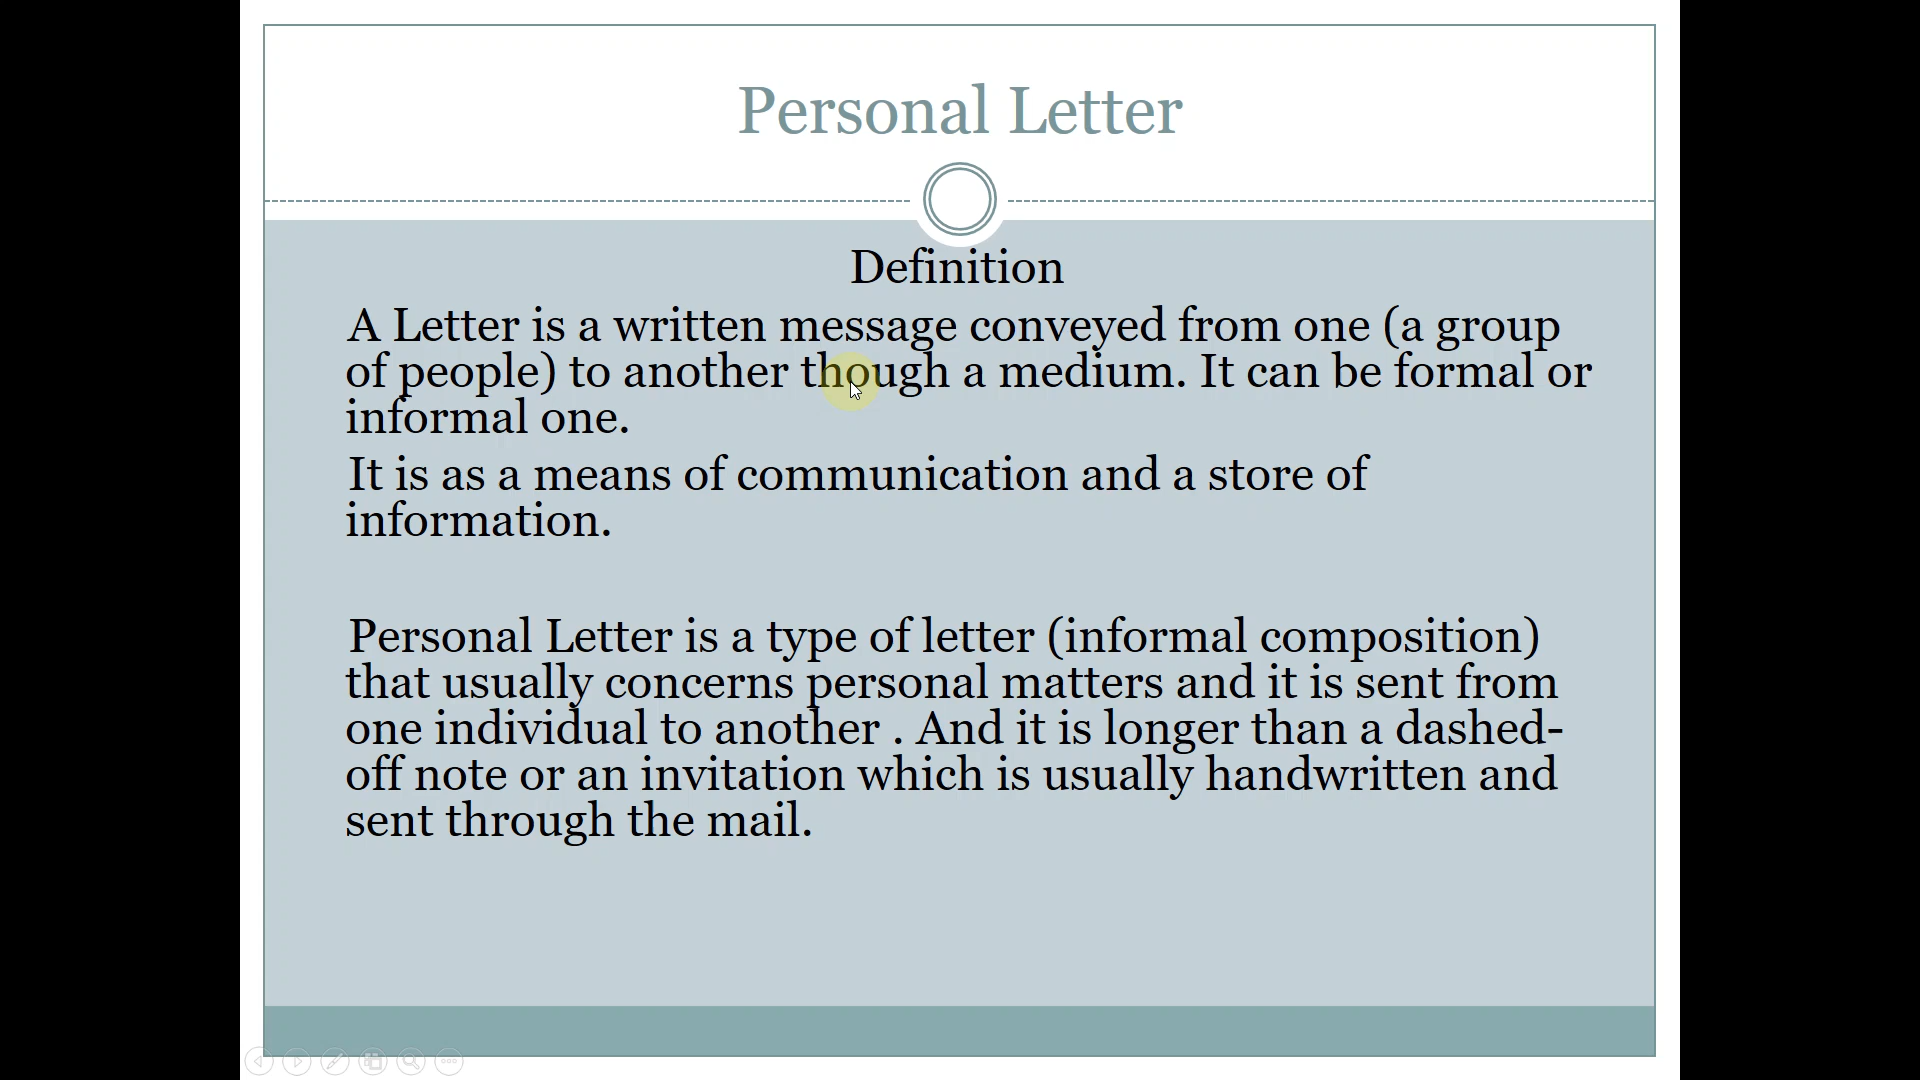 Personal Letter
Definition
A Letter is a written message conveyed from one (a group
of people) to another though a medium. It can be formal or
informal one.
It is as a means of communication and a store of
information.
Personal Letter is a type of letter (informal composition)
that usually concerns personal matters and it is sent from
one individual to another . And it is longer than a dashed-
off note or an invitation which is usually handwritten and
sent through the mail.